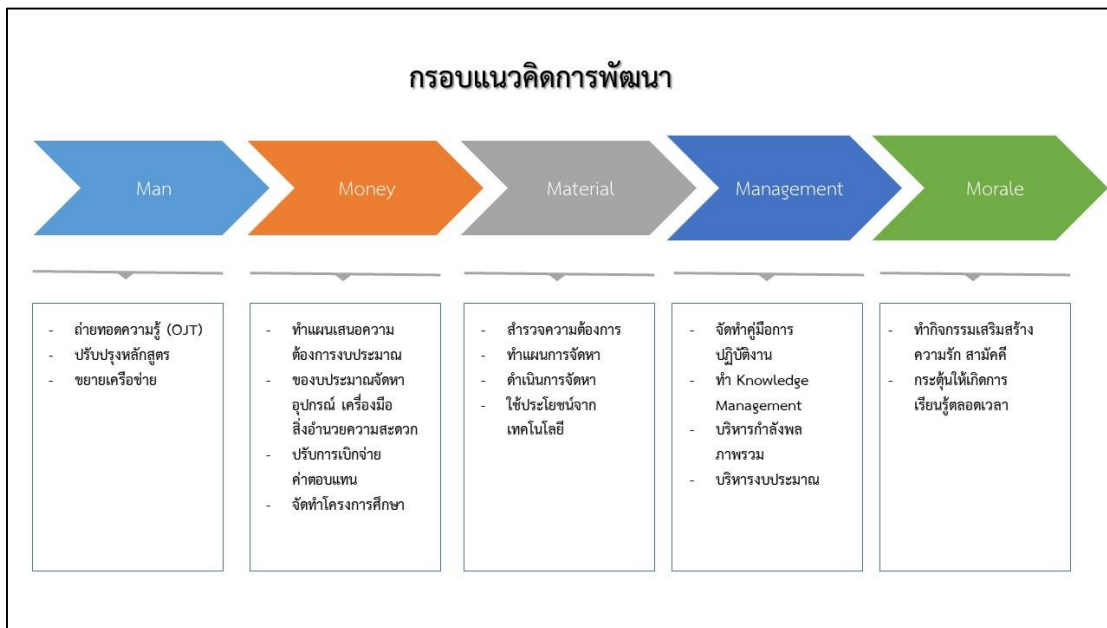 กรอบแนวคิดการพัฒนา
Man
Money
Material
Management
Morale
- ถ่ายทอดความรู้ (OJT)
- ปรับปรุงหลักสูตร
- ขยายเครือข่าย
- ทำแผนเสนอความ
ต้องการงบประมาณ
- ของบประมาณจัดหา
อุปกรณ์ เครื่องมือ
สิ่งอำนวยความสะดวก
- ปรับการเบิกจ่าย
ค่าตอบแทน
- จัดทำโครงการศึกษา
- สำรวจความต้องการ
- ทำแผนการจัดหา
- ดำเนินการจัดหา
- ใช้ประโยชน์จาก
เทคโนโลยี
- จัดทำคู่มือการ
ปฏิบัติงาน
- ทำ Knowledge
Management
- บริหารกำลังพล
ภาพรวม
- บริหารงบประมาณ
- ทำกิจกรรมเสริมสร้าง
ความรัก สามัคคี
- กระตุ้นให้เกิดการ
เรียนรู้ตลอดเวลา